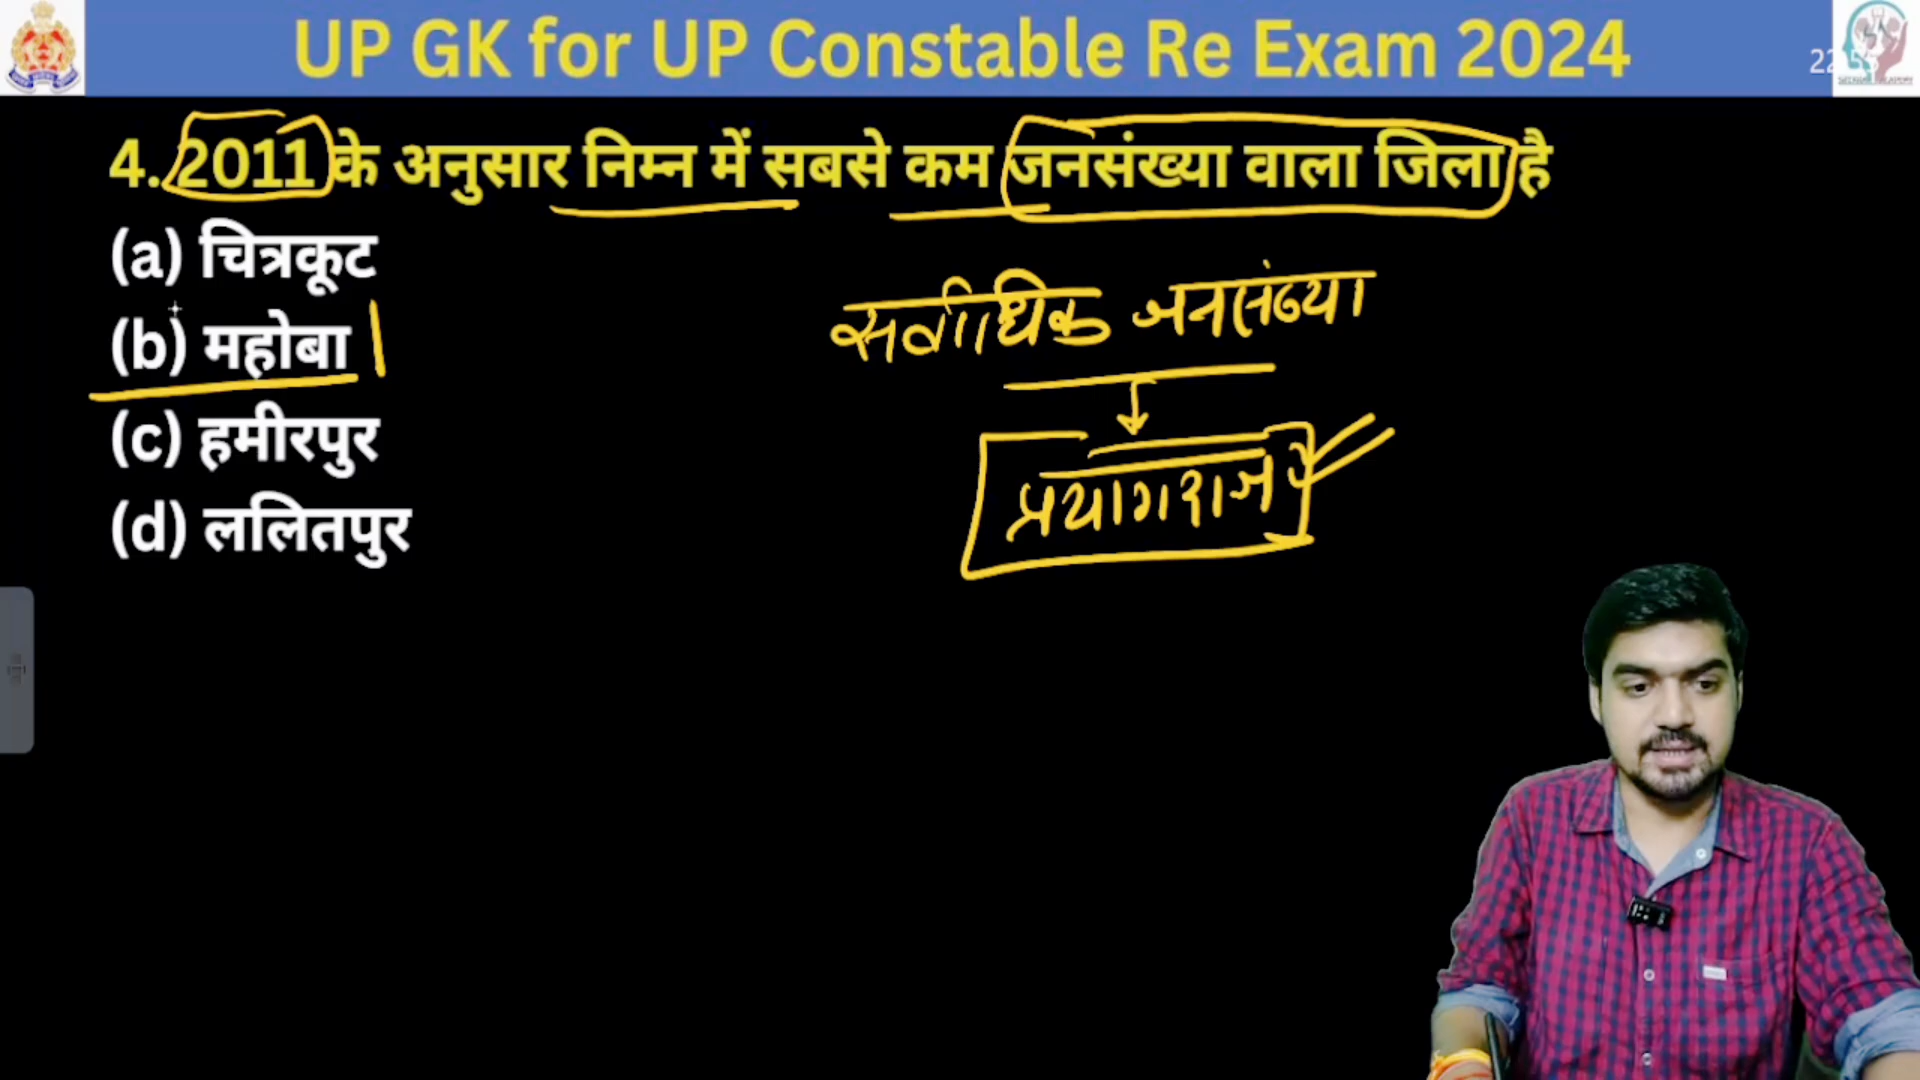 UP GK for UP Constable Re Exam 2024
4. 2011 के अनुसार निम्न में सबसे कम जनसंख्या वाला जिला है
(a) चित्रकूट
(b) महोबा
(c) हमीरपुर
(d) ललितपुर
सर्वाधिक जनसंख्या
प्रयागराज